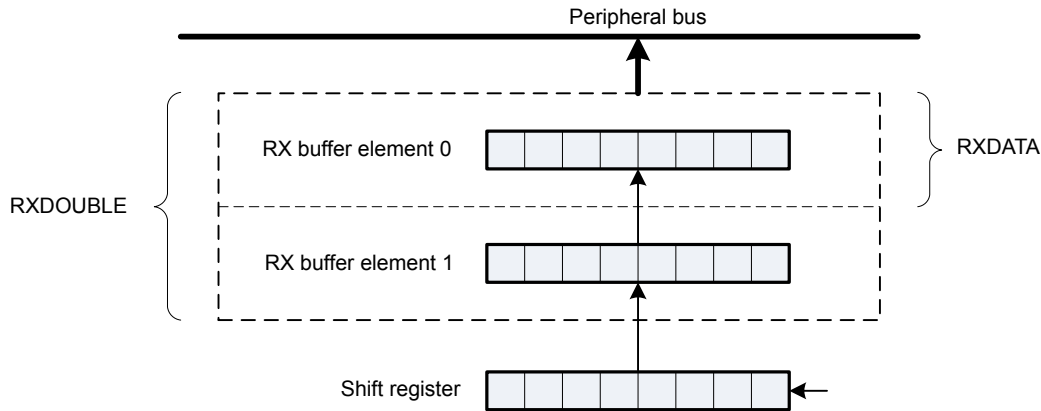 Peripheral bus
RX buffer element 0
RXDATA
RXDOUBLE
RX buffer element 1
Shift register